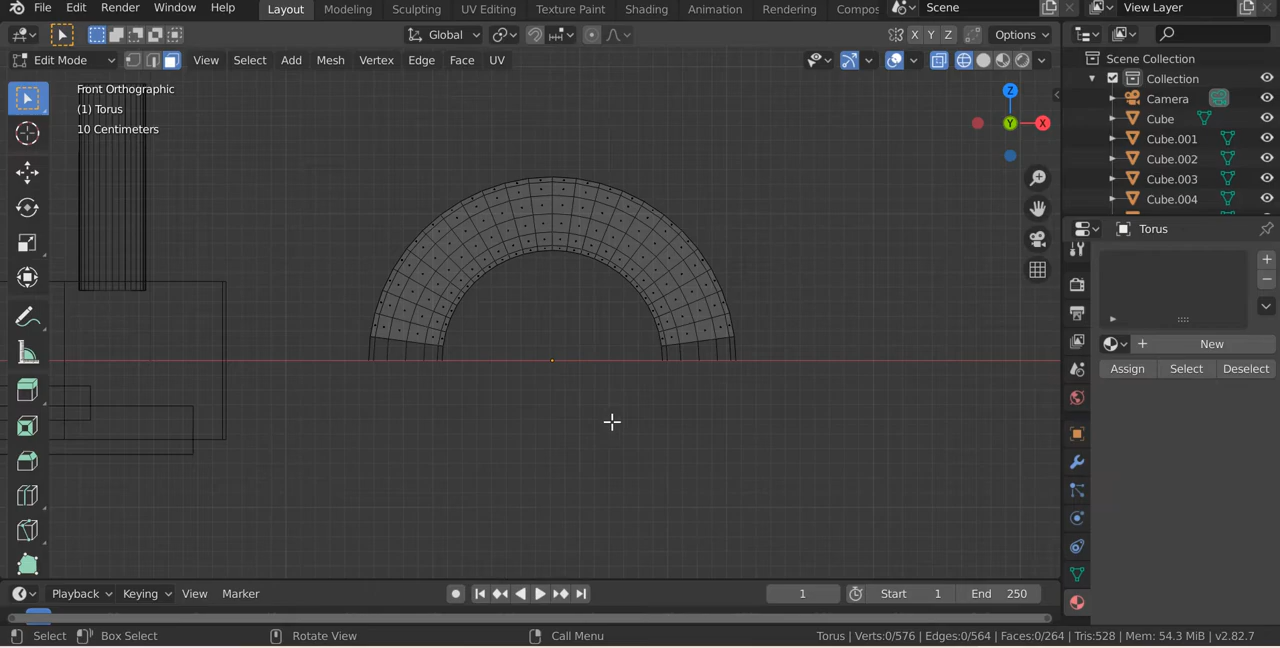 File Edit Render Window Help Layout Modeling Sculpting UV Editing Texture Paint Shading Animation Rendering Compos Scene View Layer
Global X Y Z Options
Edit Mode View Select Add Mesh Vertex Edge Face UV
Front Orthographic
(1) Torus
10 Centimeters
Z
Y X
Scene Collection
Collection
Camera
Cube
Cube.001
Cube.002
Cube.003
Cube.004
Torus
New
Assign Select Deselect
Playback Keying View Marker 1 Start 1 End 250
Select Box Select Rotate View Call Menu Torus | Verts:0/576 | Edges:0/564 | Faces:0/264 | Tris:528 | Mem: 54.3 MiB | v2.82.7